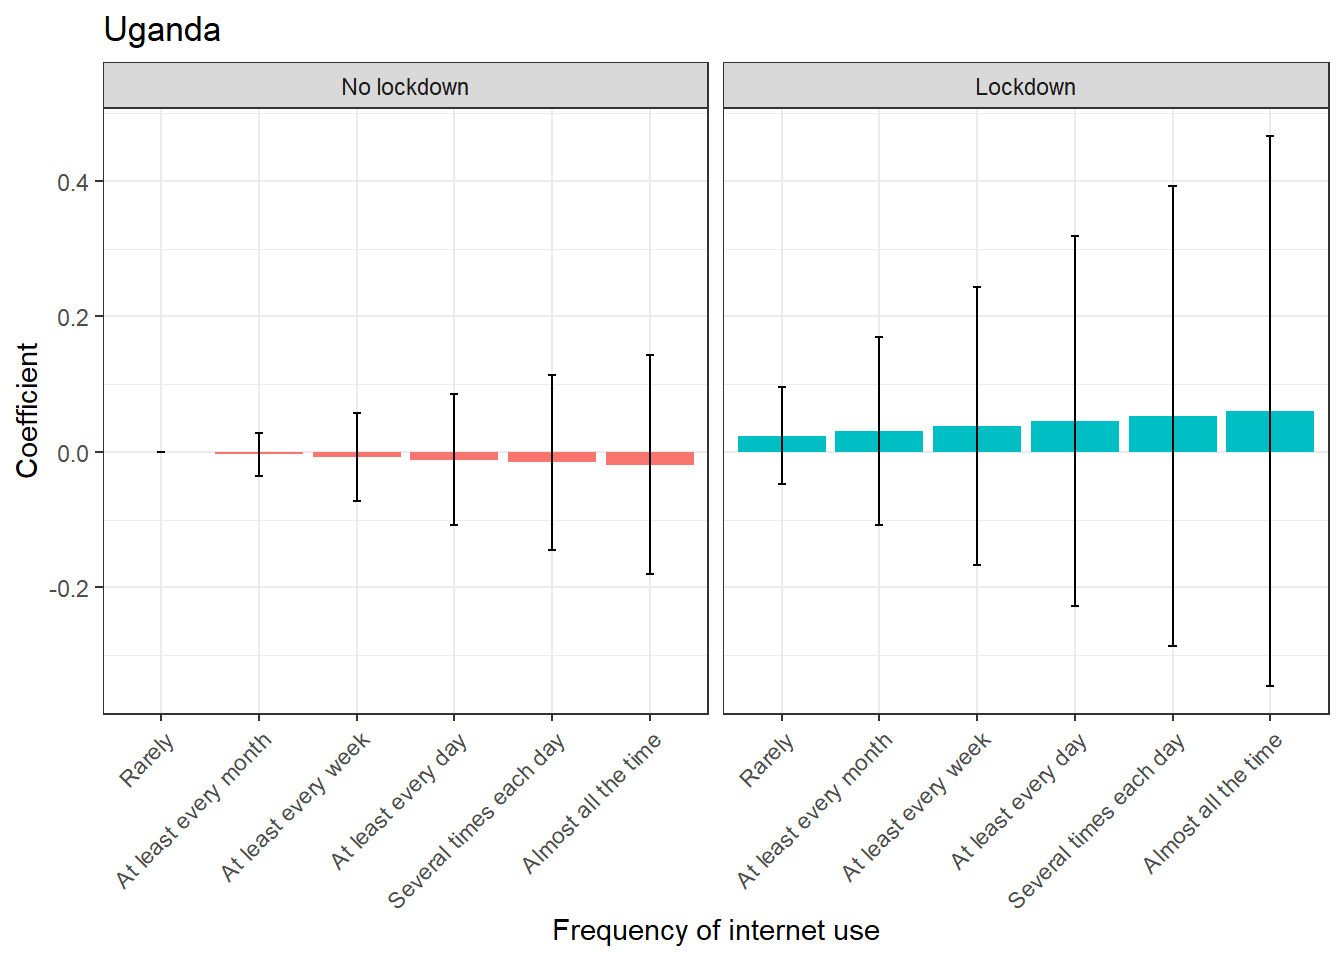 Uganda
No lockdown
Lockdown
Coefficient
0.4
0.2
0.0
-0.2
Rarely
At least every month
At least every week
At least every day
Several times each day
Almost all the time
Rarely
At least every month
At least every week
At least every day
Several times each day
Almost all the time
Frequency of internet use